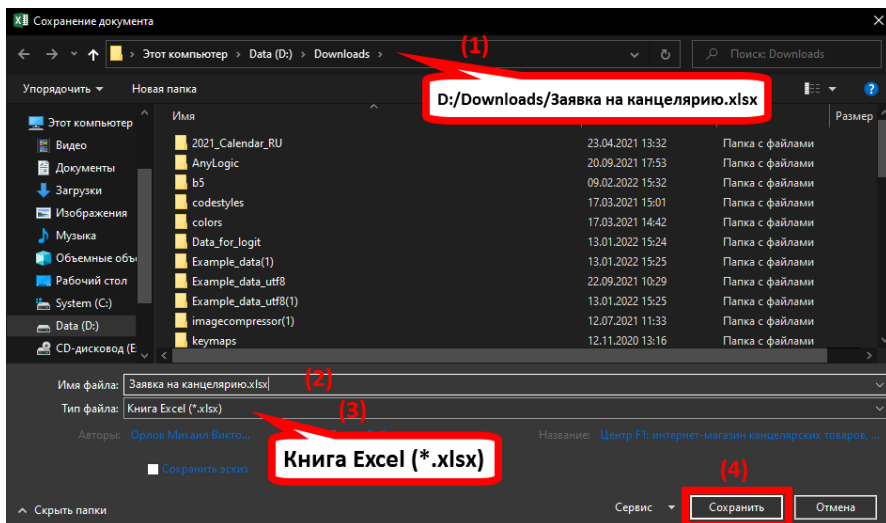 Сохранение документа
Этот компьютер > Data (D:) > Downloads >
(1)
Поиск: Downloads
Упорядочить
Новая папка
D:/Downloads/Заявка на канцелярию.xlsx
Этот компьютер
Имя
Размер
Видео
2021_Calendar_RU 23.04.2021 13:32 Папка с файлами
Документы
AnyLogic 20.09.2021 17:53 Папка с файлами
Загрузки
b5 09.02.2022 15:32 Папка с файлами
Изображения
codestyles 17.03.2021 15:01 Папка с файлами
Музыка
colors 17.03.2021 14:42 Папка с файлами
Объемные объ
Data_for_logit 13.01.2022 15:24 Папка с файлами
Рабочий стол
Example_data(1) 13.01.2022 15:25 Папка с файлами
System (C:)
Example_data_utf8 22.09.2021 10:29 Папка с файлами
Data (D:)
Example_data_utf8(1) 13.01.2022 15:25 Папка с файлами
CD-дисковод (E
imagecompressor(1) 12.07.2021 11:33 Папка с файлами
keymaps 12.11.2020 13:16 Папка с файлами
Имя файла: Заявка на канцелярию.xlsx
(2)
Тип файла: Книга Excel (*.xlsx)
(3)
Авторы: Орлов Михаил Викто...
Название: Центр F1: интернет-магазин канцелярских товаров, ...
Книга Excel (*.xlsx)
Сохранить эскиз
(4)
Скрыть папки
Сервис
Сохранить
Отмена